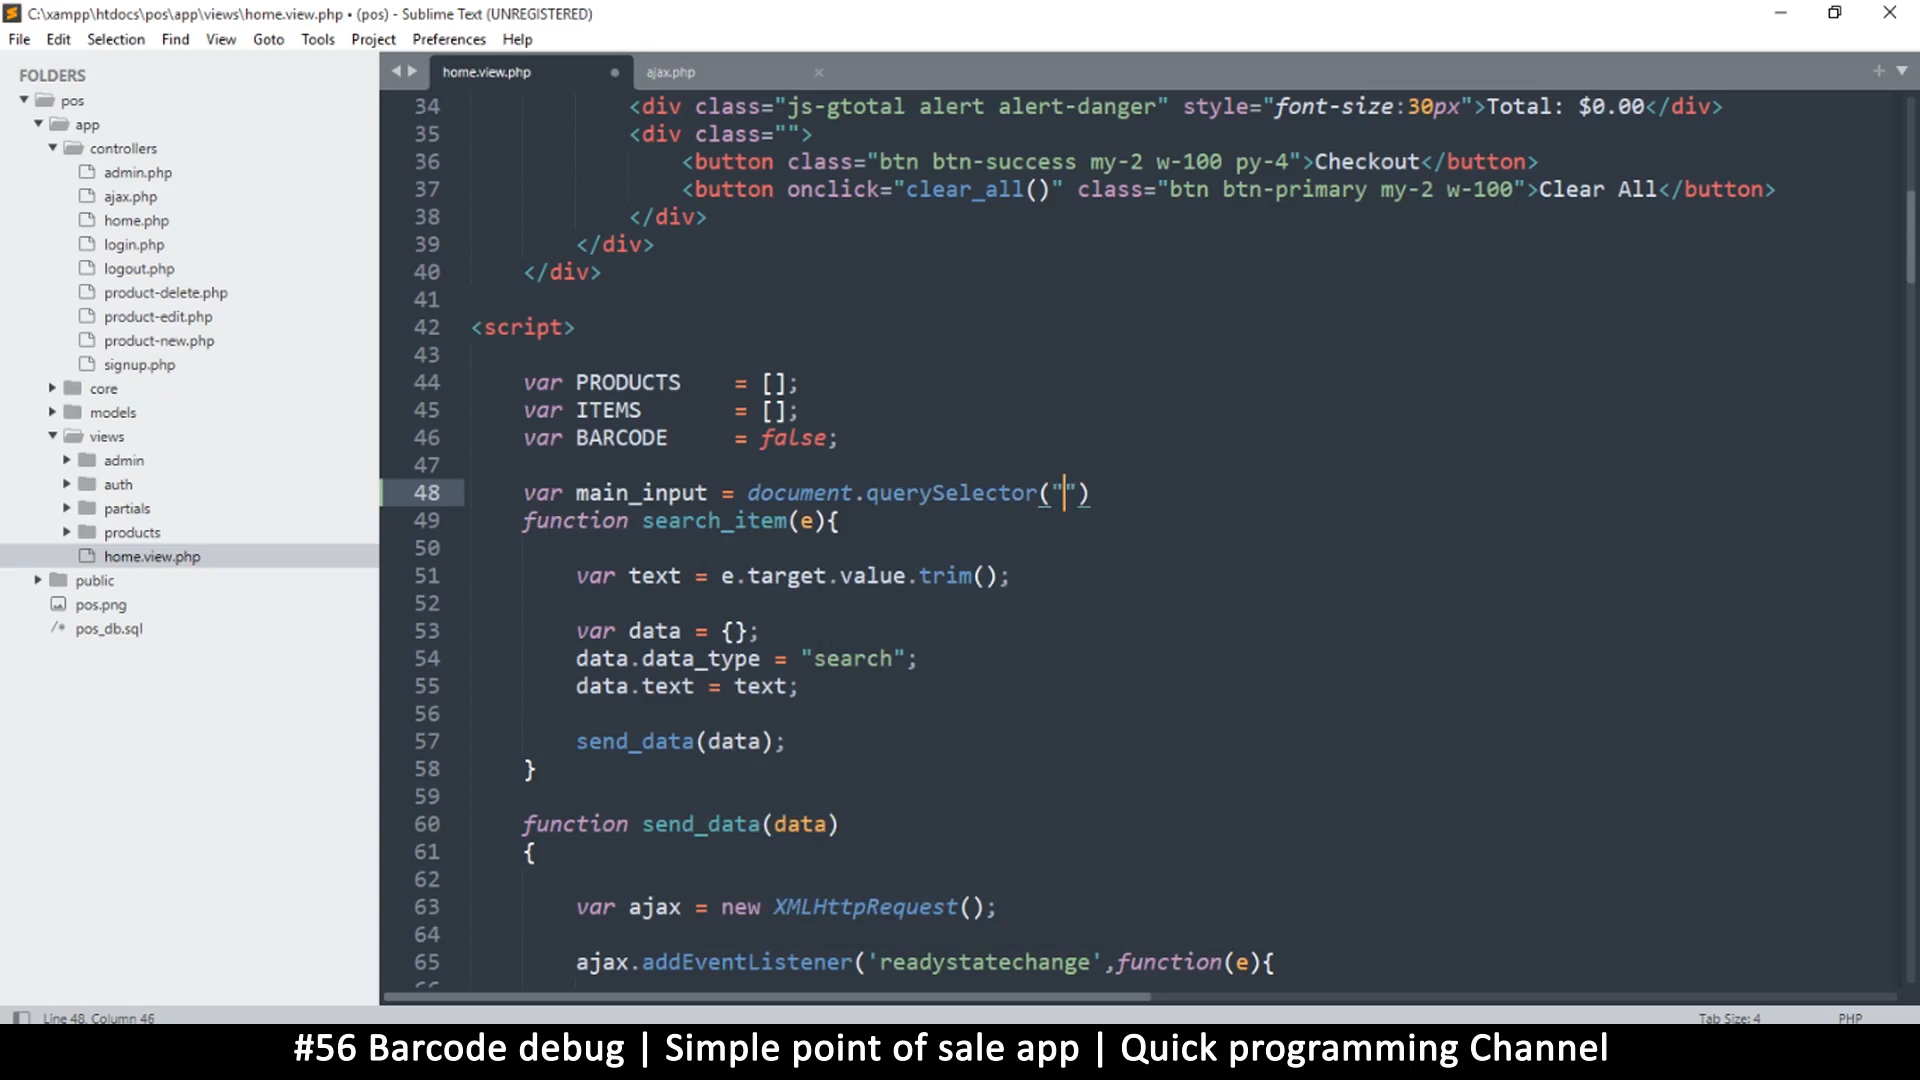 C:\xampp\htdocs\pos\app\views\home.view.php • (pos) - Sublime Text (UNREGISTERED)
File Edit Selection Find View Goto Tools Project Preferences Help
FOLDERS
pos
app
controllers
admin.php
ajax.php
home.php
login.php
logout.php
product-delete.php
product-edit.php
product-new.php
signup.php
core
models
views
admin
auth
partials
products
home.view.php
public
pos.png
/* pos_db.sql
home.view.php ajax.php
34 <div class="js-gtotal alert alert-danger" style="font-size:30px">Total: $0.00</div>
35 <div class="">
36 <button class="btn btn-success my-2 w-100 py-4">Checkout</button>
37 <button onclick="clear_all()" class="btn btn-primary my-2 w-100">Clear All</button>
38 </div>
39 </div>
40 </div>
41
42 <script>
43
44 var PRODUCTS = [];
45 var ITEMS = [];
46 var BARCODE = false;
47
48 var main_input = document.querySelector("")
49 function search_item(e){
50
51 var text = e.target.value.trim();
52
53 var data = {};
54 data.data_type = "search";
55 data.text = text;
56
57 send_data(data);
58 }
59
60 function send_data(data)
61 {
62
63 var ajax = new XMLHttpRequest();
64
65 ajax.addEventListener('readystatechange',function(e){
Line 48, Column 46 Tab Size: 4 PHP
#56 Barcode debug | Simple point of sale app | Quick programming Channel